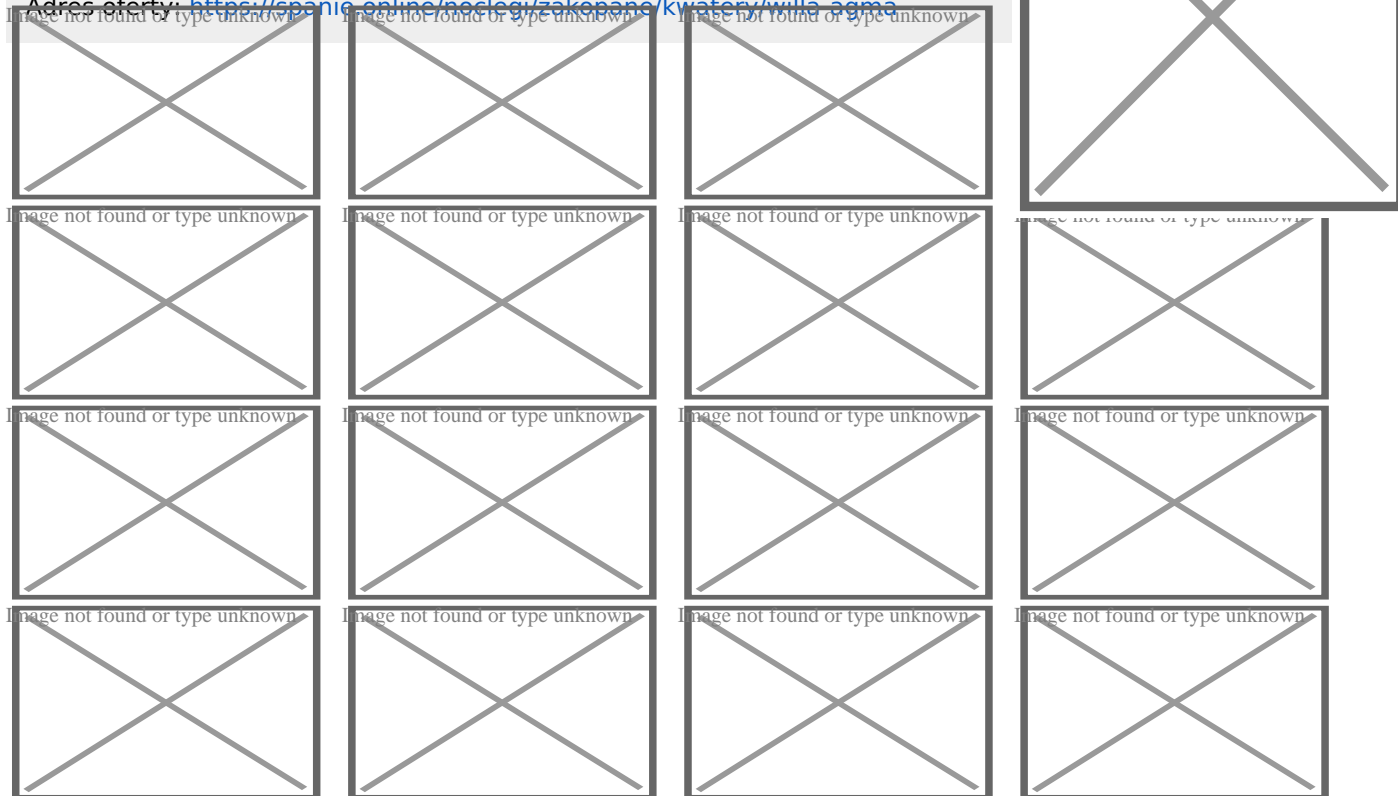 Adres oferty: https://spanie.online/noclegi/zakopane/kwatery/willa-agma
Image not found or type unknown Image not found or type unknown Image not found or type unknown
Image not found or type unknown Image not found or type unknown Image not found or type unknown Image not found or type unknown
Image not found or type unknown Image not found or type unknown Image not found or type unknown Image not found or type unknown
Image not found or type unknown Image not found or type unknown Image not found or type unknown Image not found or type unknown